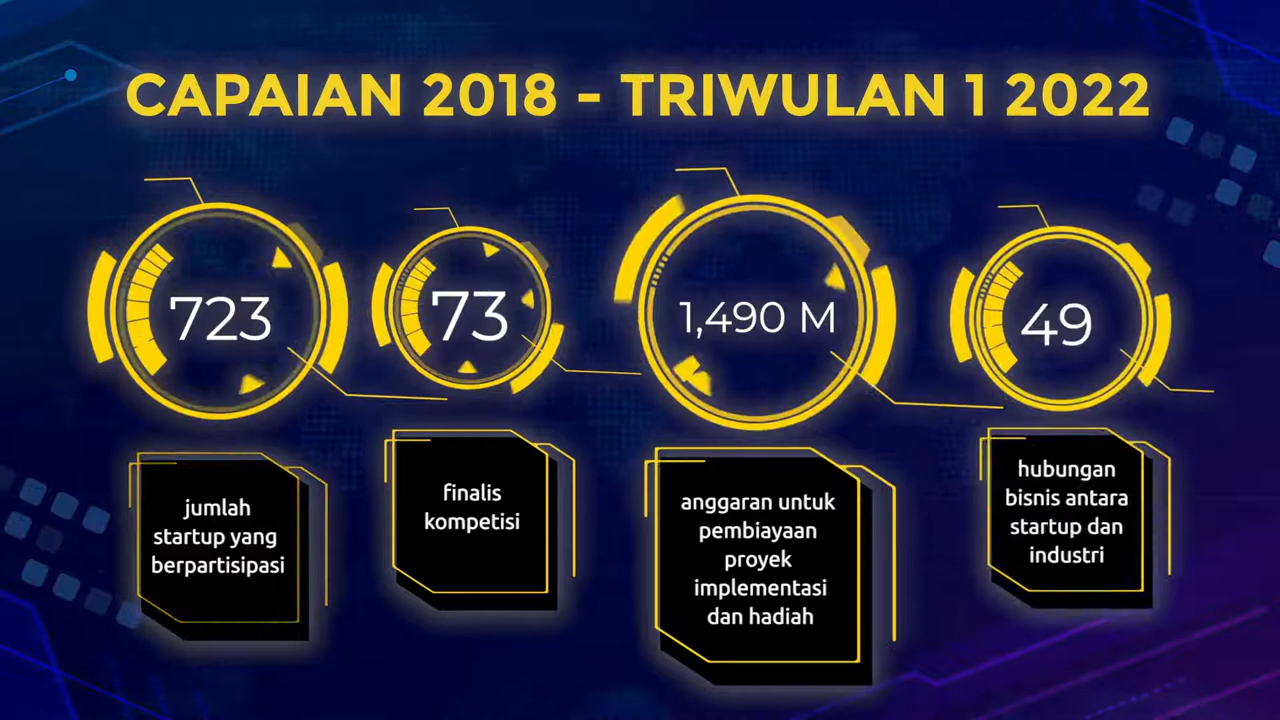 CAPAIAN 2018 - TRIWULAN 1 2022
723
jumlah
startup yang
berpartisipasi
73
finalis
kompetisi
1,490 M
anggaran untuk
pembiayaan
proyek
implementasi
dan hadiah
49
hubungan
bisnis antara
startup dan
industri